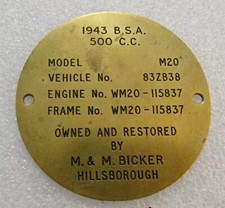 1943 B.S.A.
500 C.C.
MODEL M20
VEHICLE No. 83ZB38
ENGINE No. WM20-115837
FRAME No. WM20-115837
OWNED AND RESTORED
BY
M. & M. BICKER
HILLSBOROUGH